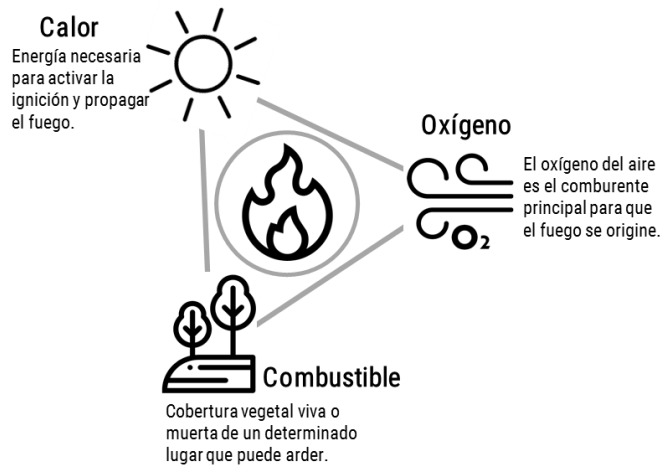 Calor
Energía necesaria
para activar la
ignición y propagar
el fuego.
Oxígeno
El oxígeno del aire
es el comburente
principal para que
el fuego se origine.
O2
Combustible
Cobertura vegetal viva o
muerta de un determinado
lugar que puede arder.